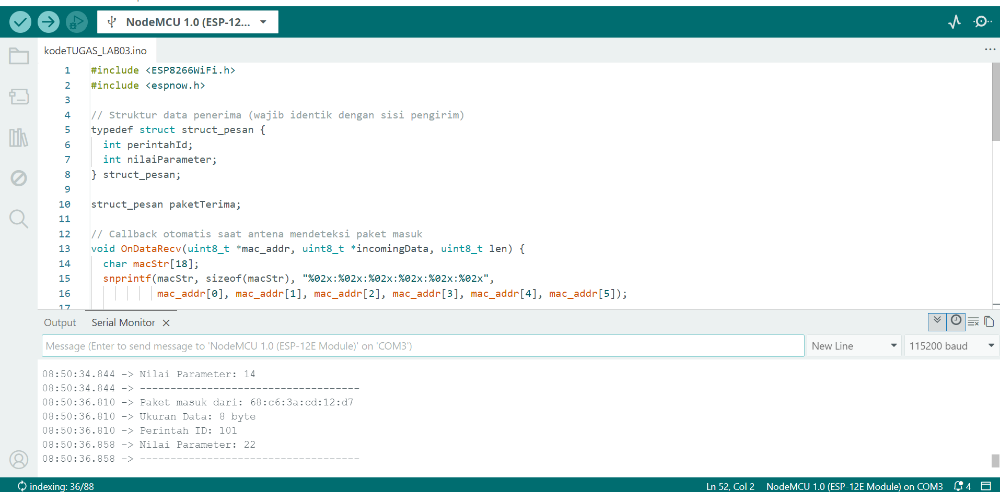 NodeMCU 1.0 (ESP-12...
kodeTUGAS_LAB03.ino
...
1 #include <ESP8266WiFi.h>
2 #include <espnow.h>
3
4 // Struktur data penerima (wajib identik dengan sisi pengirim)
5 typedef struct struct_pesan {
6 int perintahId;
7 int nilaiParameter;
8 } struct_pesan;
9
10 struct_pesan paketTerima;
11
12 // Callback otomatis saat antena mendeteksi paket masuk
13 void OnDataRecv(uint8_t *mac_addr, uint8_t *incomingData, uint8_t len) {
14 char macStr[18];
15 snprintf(macStr, sizeof(macStr), "%02x:%02x:%02x:%02x:%02x:%02x",
16 mac_addr[0], mac_addr[1], mac_addr[2], mac_addr[3], mac_addr[4], mac_addr[5]);
17
Output Serial Monitor
Message (Enter to send message to 'NodeMCU 1.0 (ESP-12E Module)' on 'COM3')
New Line
115200 baud
08:50:34.844 -> Nilai Parameter: 14
08:50:34.844 -> ------------------------------------
08:50:36.810 -> Paket masuk dari: 68:c6:3a:cd:12:d7
08:50:36.810 -> Ukuran Data: 8 byte
08:50:36.810 -> Perintah ID: 101
08:50:36.858 -> Nilai Parameter: 22
08:50:36.858 -> ------------------------------------
indexing: 36/88
Ln 52, Col 2 NodeMCU 1.0 (ESP-12E Module) on COM3 4